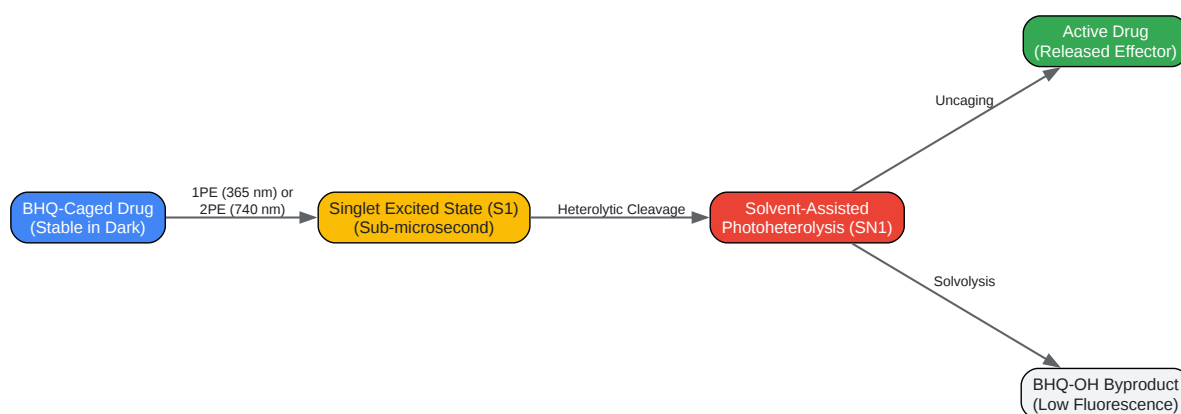 Active Drug
(Released Effector)
Uncaging
1PE (365 nm) or
2PE (740 nm)
BHQ-Caged Drug
(Stable in Dark)
Singlet Excited State (S1)
(Sub-microsecond)
Heterolytic Cleavage
Solvent-Assisted
Photoheterolysis (SN1)
Solvolysis
BHQ-OH Byproduct
(Low Fluorescence)